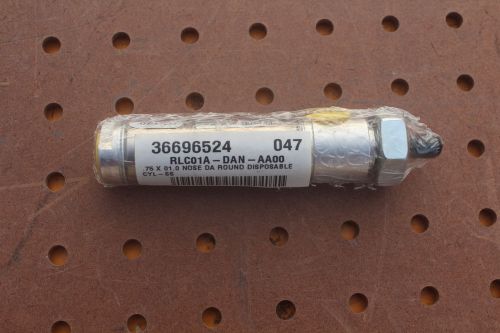 36696524 047
RLC01A-DAN-AA00
.75 X 01.0 NOSE DA ROUND DISPOSABLE
CYL-SS